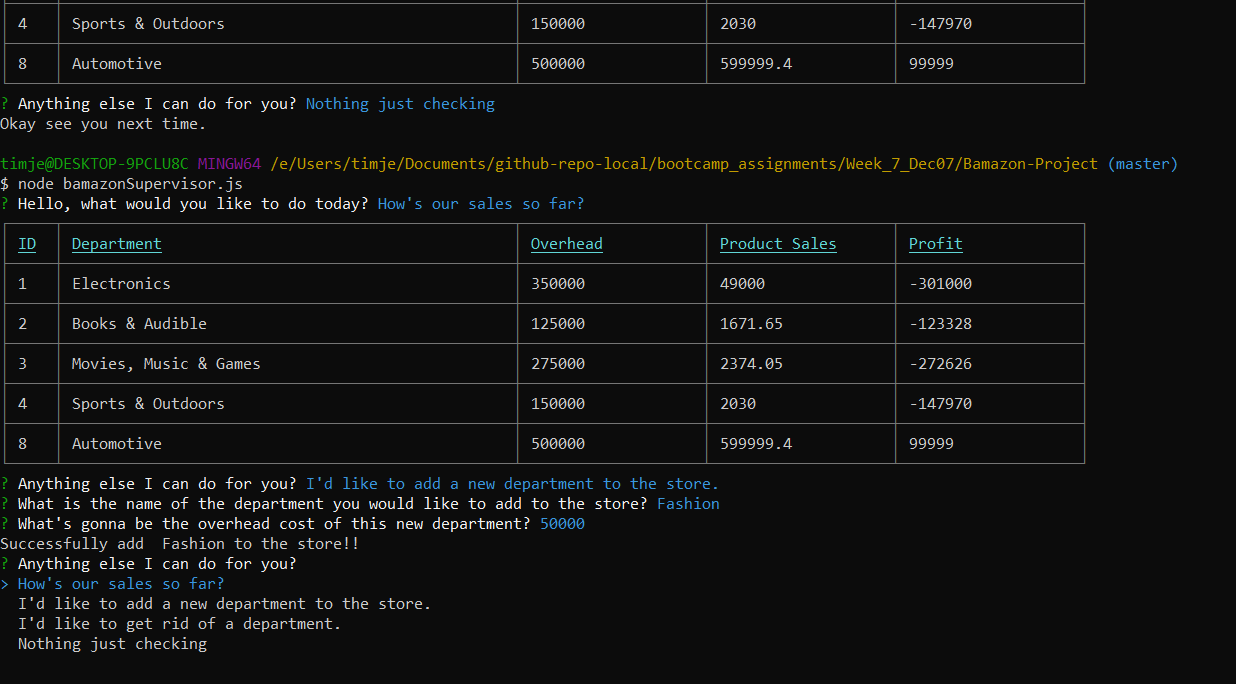 4 Sports & Outdoors 150000 2030 -147970
8 Automotive 500000 599999.4 99999
? Anything else I can do for you? Nothing just checking
Okay see you next time.
timje@DESKTOP-9PCLU8C MINGW64 /e/Users/timje/Documents/github-repo-local/bootcamp_assignments/Week_7_Dec07/Bamazon-Project (master)
$ node bamazonSupervisor.js
? Hello, what would you like to do today? How's our sales so far?
ID Department Overhead Product Sales Profit
1 Electronics 350000 49000 -301000
2 Books & Audible 125000 1671.65 -123328
3 Movies, Music & Games 275000 2374.05 -272626
4 Sports & Outdoors 150000 2030 -147970
8 Automotive 500000 599999.4 99999
? Anything else I can do for you? I'd like to add a new department to the store.
? What is the name of the department you would like to add to the store? Fashion
? What's gonna be the overhead cost of this new department? 50000
Successfully add  Fashion to the store!!
? Anything else I can do for you?
> How's our sales so far?
I'd like to add a new department to the store.
I'd like to get rid of a department.
Nothing just checking